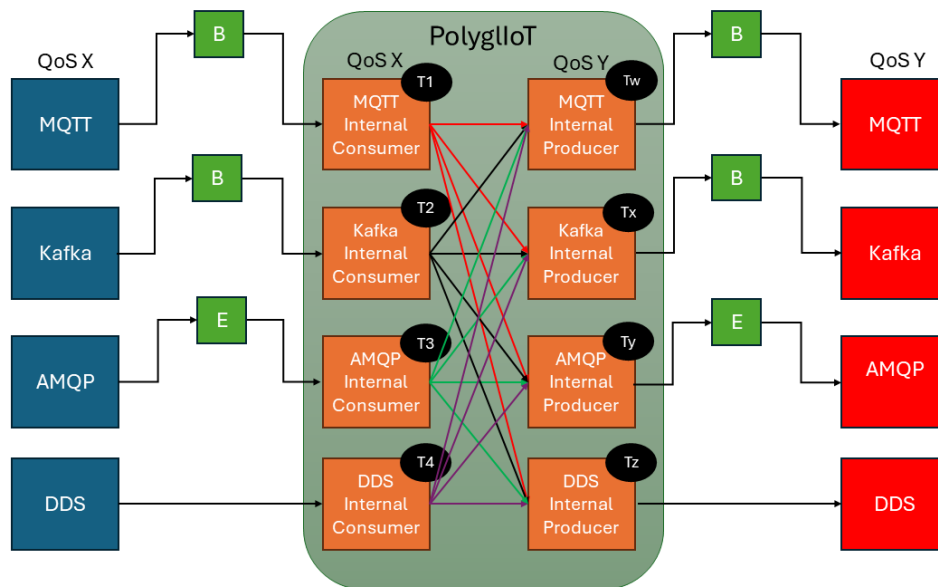 PolyglIoT
B
B
QoS X
QoS X
QoS Y
QoS Y
MQTT
T1
MQTT
Internal
Consumer
Tw
MQTT
Internal
Producer
MQTT
B
B
Kafka
T2
Kafka
Internal
Consumer
Tx
Kafka
Internal
Producer
Kafka
E
E
AMQP
T3
AMQP
Internal
Consumer
Ty
AMQP
Internal
Producer
AMQP
DDS
T4
DDS
Internal
Consumer
Tz
DDS
Internal
Producer
DDS